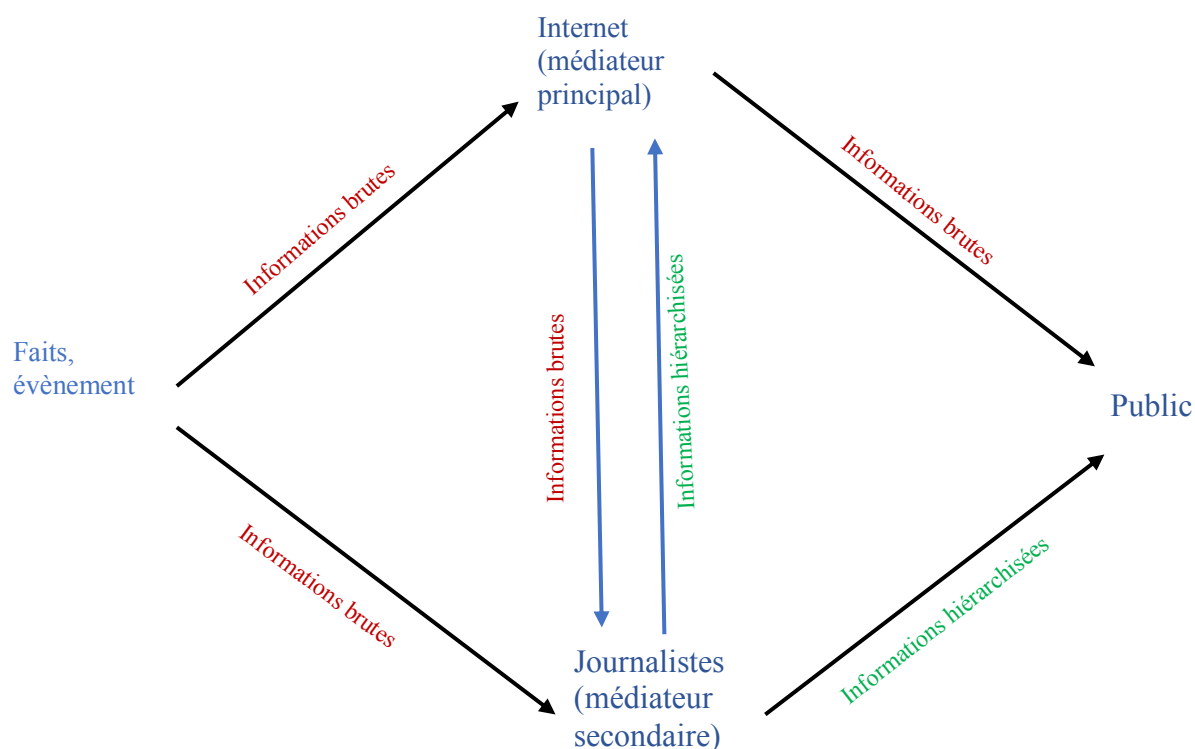 Internet
(médiateur
principal)
Informations brutes
Informations brutes
Informations brutes
Informations hiérarchisées
Faits,
évènement
Public
Informations brutes
Informations hiérarchisées
Journalistes
(médiateur
secondaire)